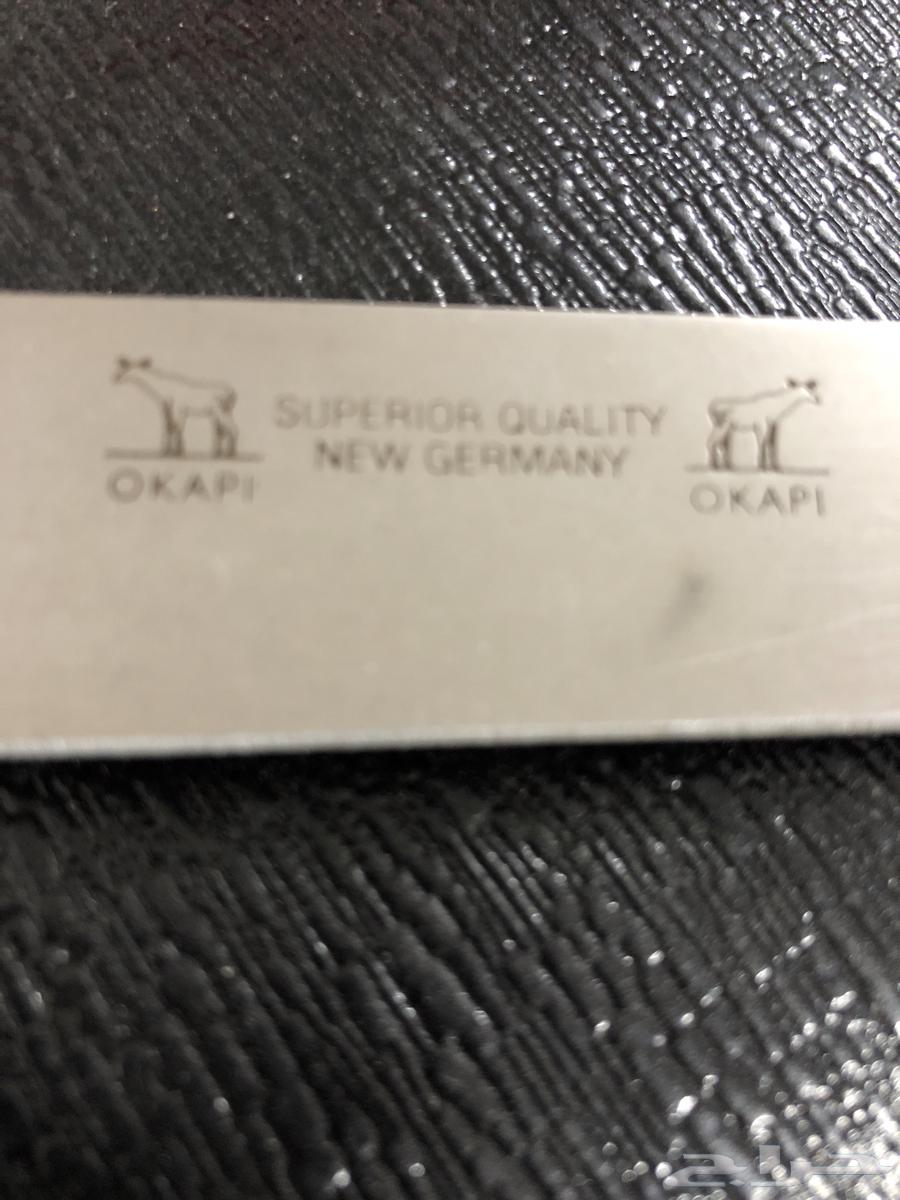 SUPERIOR QUALITY
NEW GERMANY
OKAPI
OKAPI
حراج